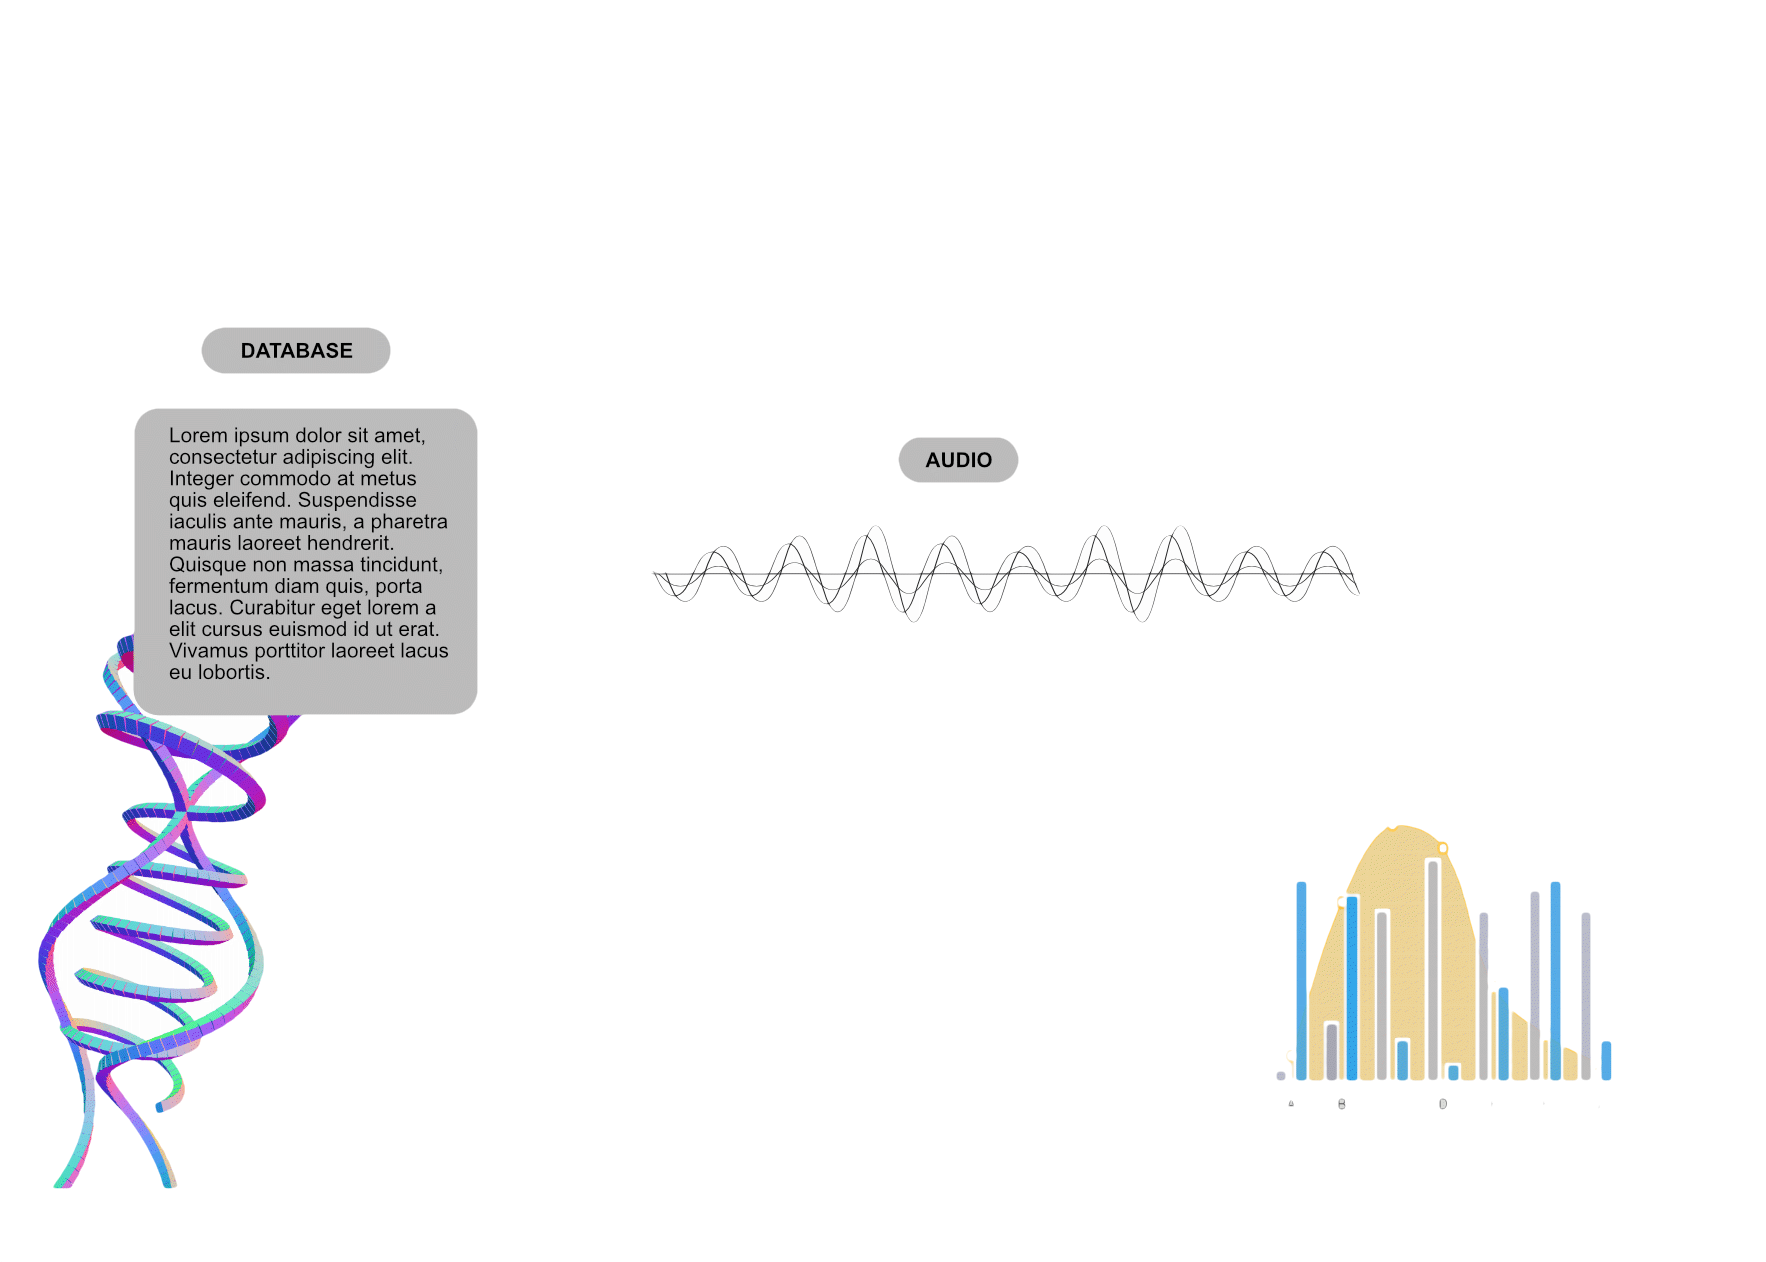 DATABASE
Lorem ipsum dolor sit amet,
consectetur adipiscing elit.
Integer commodo at metus
quis eleifend. Suspendisse
iaculis ante mauris, a pharetra
mauris laoreet hendrerit.
Quisque non massa tincidunt,
fermentum diam quis, porta
lacus. Curabitur eget lorem a
elit cursus euismod id ut erat.
Vivamus porttitor laoreet lacus
eu lobortis.
AUDIO
A B D